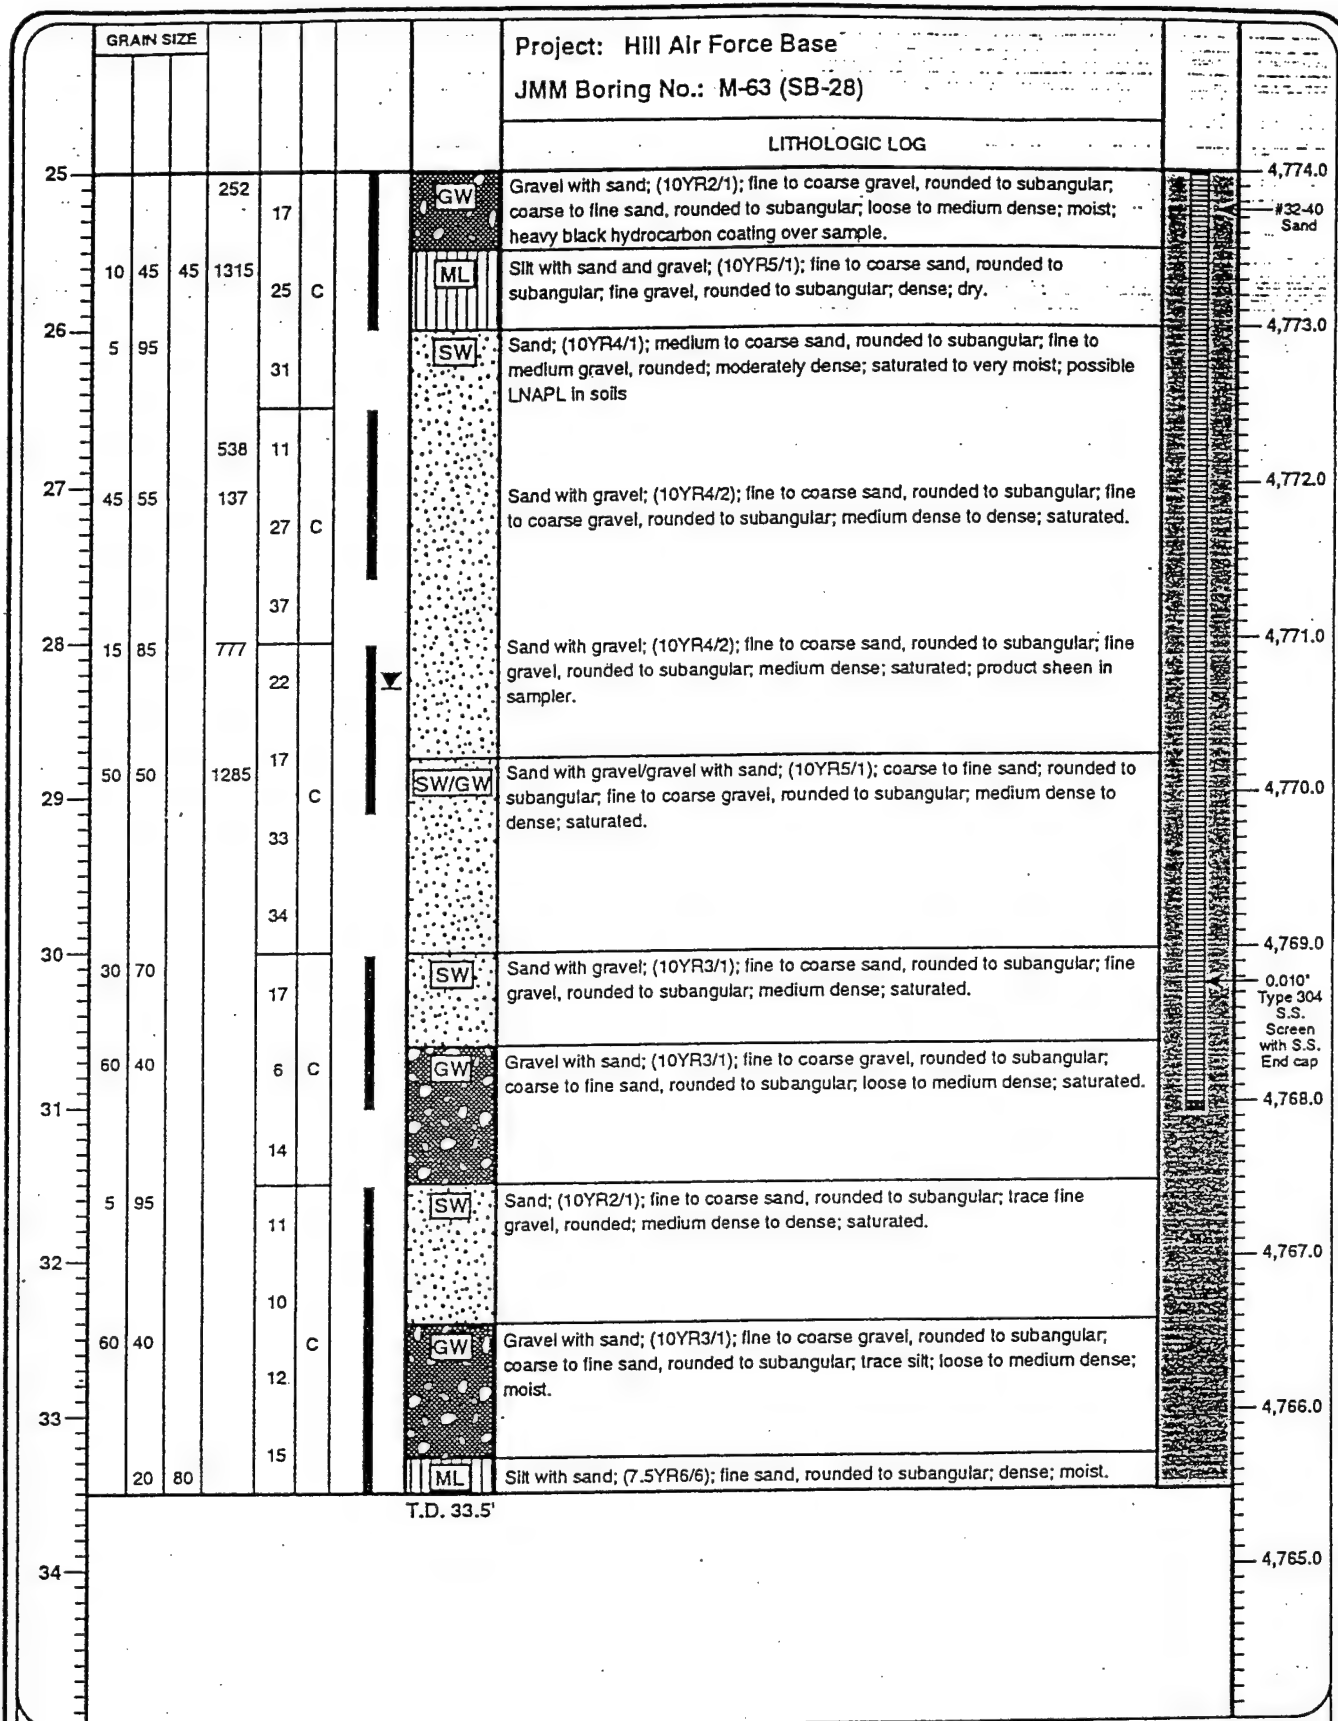 GRAIN SIZE
Project: Hill Air Force Base
JMM Boring No.: M-63 (SB-28)
LITHOLOGIC LOG
25
252
17
GW
Gravel with sand; (10YR2/1); fine to coarse gravel, rounded to subangular;
coarse to fine sand, rounded to subangular; loose to medium dense; moist;
heavy black hydrocarbon coating over sample.
4,774.0
#32-40
Sand
10 45 45 1315
25 C
ML
Silt with sand and gravel; (10YR5/1); fine to coarse sand, rounded to
subangular; fine gravel, rounded to subangular; dense; dry.
26
4,773.0
5 95
31
SW
Sand; (10YR4/1); medium to coarse sand, rounded to subangular; fine to
medium gravel, rounded; moderately dense; saturated to very moist; possible
LNAPL in soils
538 11
27
4,772.0
45 55 137
27 C
Sand with gravel; (10YR4/2); fine to coarse sand, rounded to subangular; fine
to coarse gravel, rounded to subangular; medium dense to dense; saturated.
37
28
4,771.0
15 85 777
22
Sand with gravel; (10YR4/2); fine to coarse sand, rounded to subangular; fine
gravel, rounded to subangular; medium dense; saturated; product sheen in
sampler.
17
50 50 1285
C
SW/GW
Sand with gravel/gravel with sand; (10YR5/1); coarse to fine sand; rounded to
subangular; fine to coarse gravel, rounded to subangular; medium dense to
dense; saturated.
29
4,770.0
33
34
30
4,769.0
30 70
17
SW
Sand with gravel; (10YR3/1); fine to coarse sand, rounded to subangular; fine
gravel, rounded to subangular; medium dense; saturated.
0.010"
Type 304
S.S.
Screen
with S.S.
End cap
60 40
6 C
GW
Gravel with sand; (10YR3/1); fine to coarse gravel, rounded to subangular;
coarse to fine sand, rounded to subangular; loose to medium dense; saturated.
31
4,768.0
14
5 95
11
SW
Sand; (10YR2/1); fine to coarse sand, rounded to subangular; trace fine
gravel, rounded; medium dense to dense; saturated.
32
4,767.0
10
60 40
C
12
GW
Gravel with sand; (10YR3/1); fine to coarse gravel, rounded to subangular;
coarse to fine sand, rounded to subangular; trace silt; loose to medium dense;
moist.
33
4,766.0
15
20 80
ML
Silt with sand; (7.5YR6/6); fine sand, rounded to subangular; dense; moist.
T.D. 33.5'
34
4,765.0